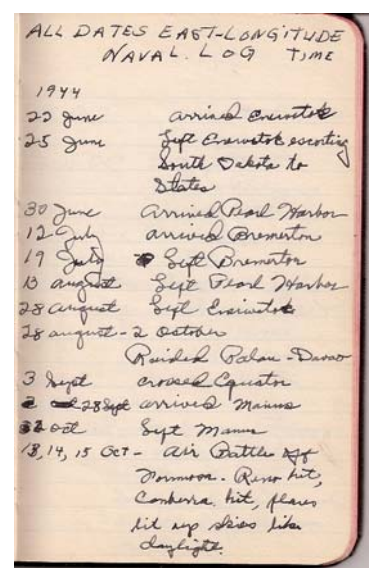 ALL DATES EAST-LONGITUDE
NAVAL. LOG TIME
1944
22 June arrived Eniwetok
25 June Left Eniwetok escorting
South Dakota to
States
30 June arrived Pearl Harbor
12 July arrived Bremerton
19 July Left Bremerton
13 august Left Pearl Harbor
28 august Left Eniwetok
28 august - 2 October
Raided Palau - Davao
3 Sept crossed Equator
28 Sept arrived Manus
Oct Left Manus
13, 14, 15 Oct - Air Battle of
Formosa. Reno hit,
Canberra hit, planes
lit up skies like
daylight.